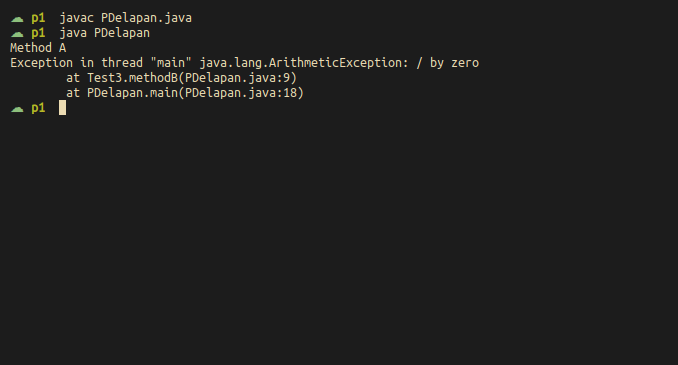 ☁ p1 javac PDelapan.java
☁ p1 java PDelapan
Method A
Exception in thread "main" java.lang.ArithmeticException: / by zero
        at Test3.methodB(PDelapan.java:9)
        at PDelapan.main(PDelapan.java:18)
☁ p1